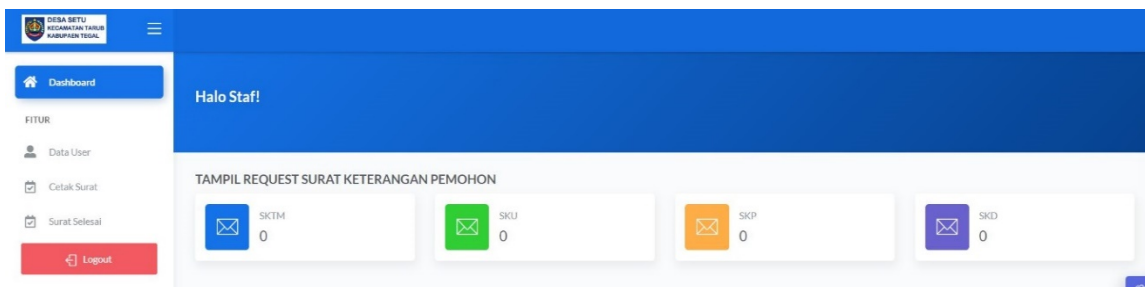 DESA SETU
KECAMATAN TARUB
KABUPAEN TEGAL
Dashboard
Halo Staf!
FITUR
Data User
Cetak Surat
Surat Selesai
Logout
TAMPIL REQUEST SURAT KETERANGAN PEMOHON
SKTM
0
SKU
0
SKP
0
SKD
0